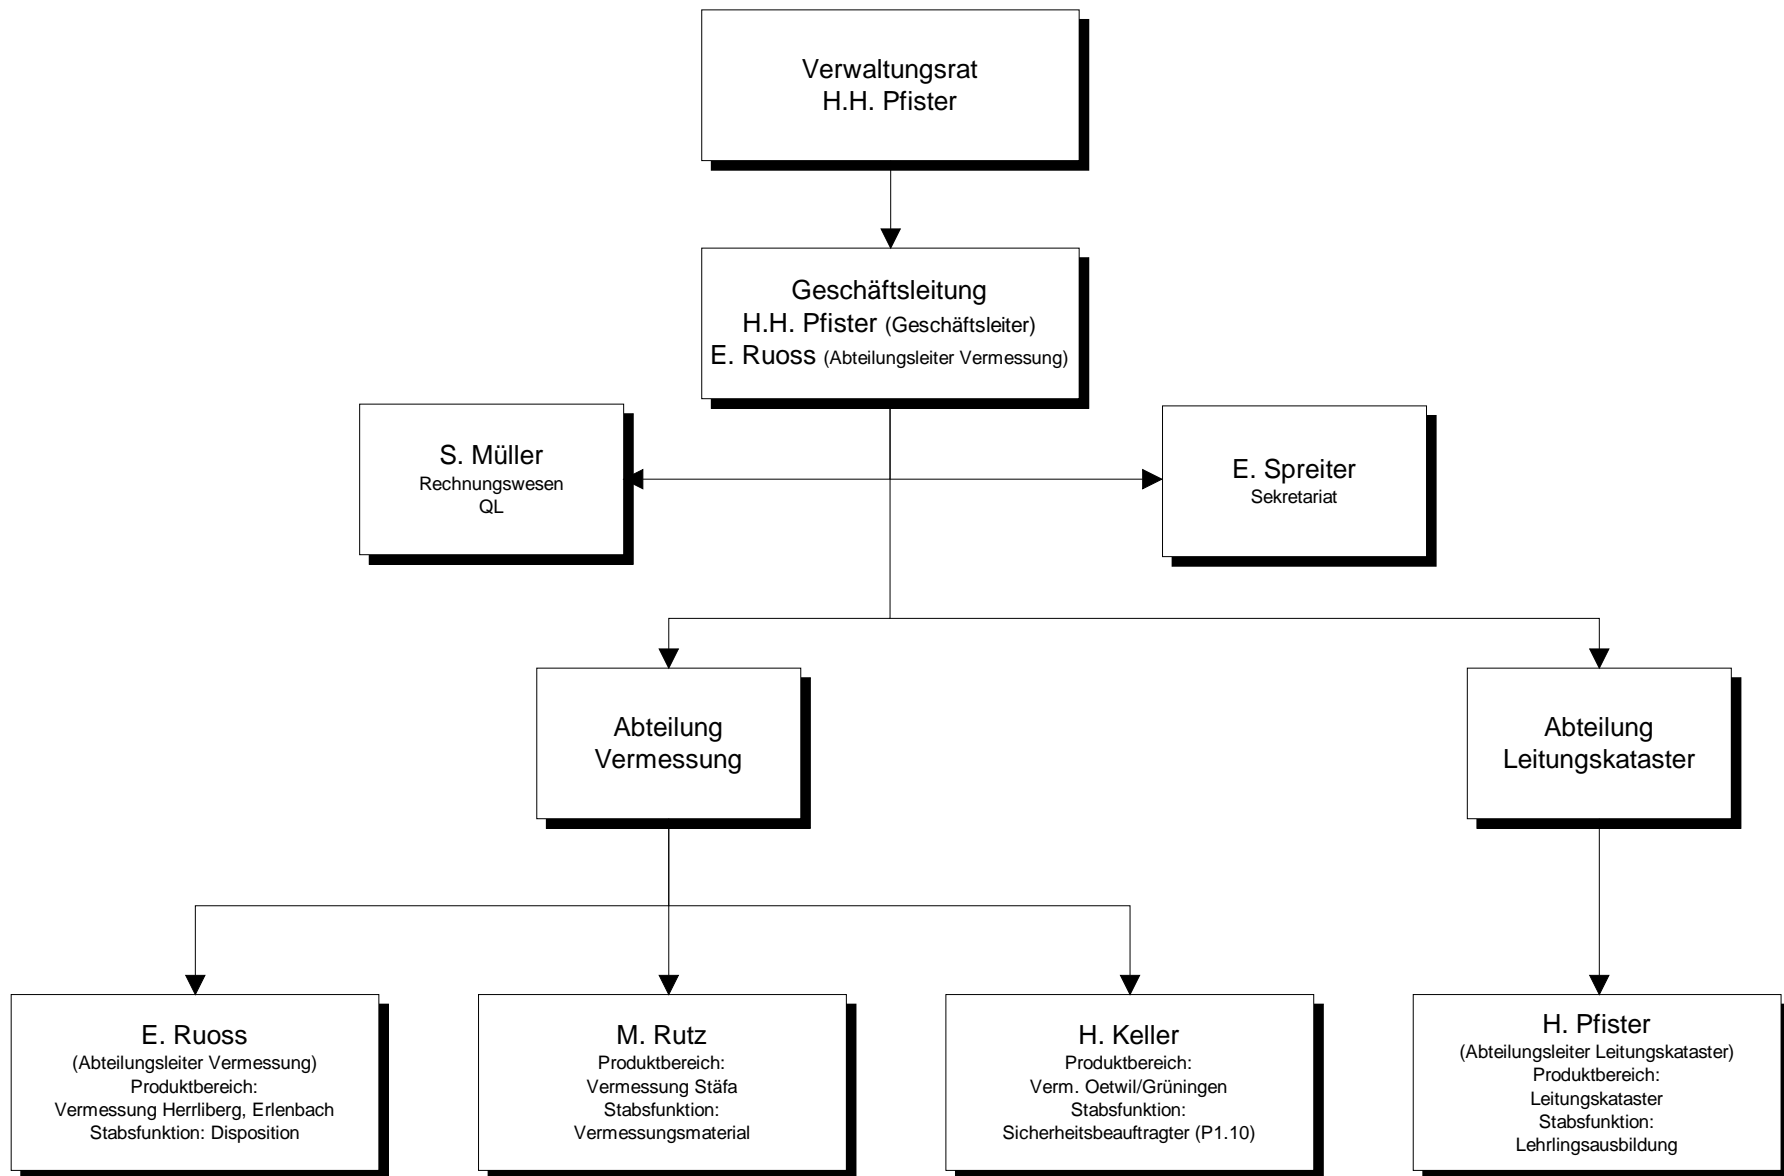 Verwaltungsrat
H.H. Pfister
Geschäftsleitung
H.H. Pfister (Geschäftsleiter)
E. Ruoss (Abteilungsleiter Vermessung)
S. Müller
Rechnungswesen
QL
E. Spreiter
Sekretariat
Abteilung
Vermessung
Abteilung
Leitungskataster
E. Ruoss
(Abteilungsleiter Vermessung)
Produktbereich:
Vermessung Herrliberg, Erlenbach
Stabsfunktion: Disposition
M. Rutz
Produktbereich:
Vermessung Stäfa
Stabsfunktion:
Vermessungsmaterial
H. Keller
Produktbereich:
Verm. Oetwil/Grüningen
Stabsfunktion:
Sicherheitsbeauftragter (P1.10)
H. Pfister
(Abteilungsleiter Leitungskataster)
Produktbereich:
Leitungskataster
Stabsfunktion:
Lehrlingsausbildung